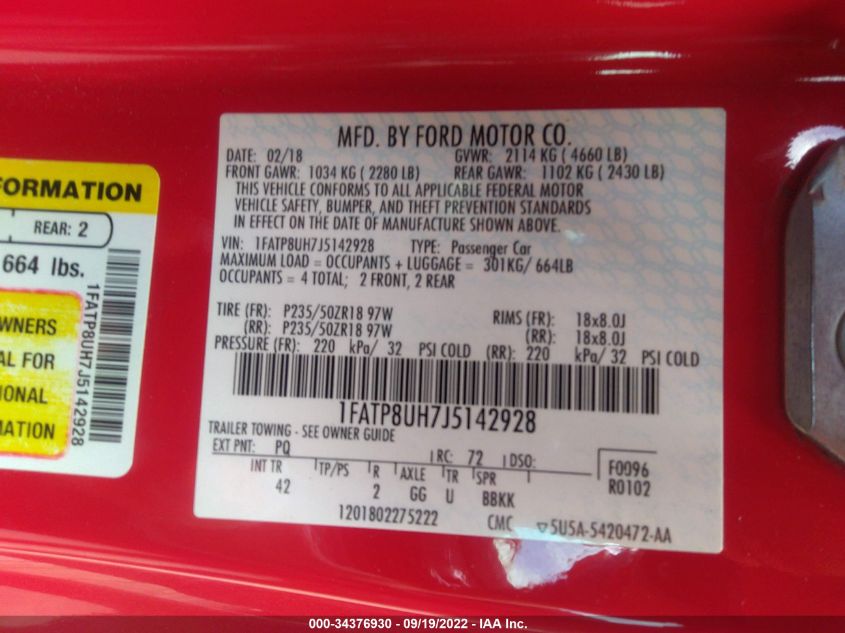 FORMATION
REAR: 2
664 lbs.
WNERS
AL FOR
IONAL
MATION
1FATP8UH7J5142928
MFD. BY FORD MOTOR CO.
DATE: 02/18 GVWR: 2114 KG ( 4660 LB)
FRONT GAWR: 1034 KG ( 2280 LB) REAR GAWR: 1102 KG ( 2430 LB)
THIS VEHICLE CONFORMS TO ALL APPLICABLE FEDERAL MOTOR
VEHICLE SAFETY, BUMPER, AND THEFT PREVENTION STANDARDS
IN EFFECT ON THE DATE OF MANUFACTURE SHOWN ABOVE.
VIN: 1FATP8UH7J5142928 TYPE: Passenger Car
MAXIMUM LOAD = OCCUPANTS + LUGGAGE = 301KG/ 664LB
OCCUPANTS = 4 TOTAL; 2 FRONT, 2 REAR
TIRE (FR): P235/50ZR18 97W RIMS (FR): 18x8.0J
(RR): P235/50ZR18 97W (RR): 18x8.0J
PRESSURE (FR): 220 kPa/ 32 PSI COLD (RR): 220 kPa/ 32 PSI COLD
1FATP8UH7J5142928
TRAILER TOWING - SEE OWNER GUIDE
EXT PNT: PQ RC: 72 DSO: F0096
INT TR TP/PS R AXLE TR SPR R0102
42 2 GG U BBKK
1201802275222 CMC ▽5U5A-5420472-AA
000-34376930 - 09/19/2022 - IAA Inc.